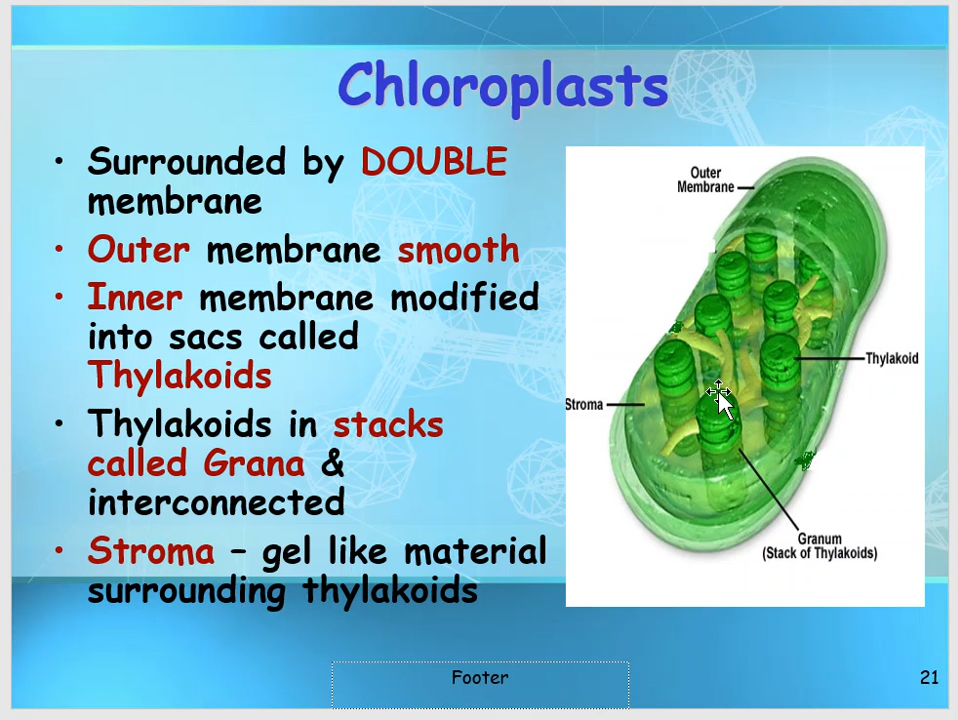 Chloroplasts
• Surrounded by DOUBLE
membrane
• Outer membrane smooth
• Inner membrane modified
into sacs called
Thylakoids
• Thylakoids in stacks
called Grana &
interconnected
• Stroma – gel like material
surrounding thylakoids
Outer
Membrane
Thylakoid
Stroma
Granum
(Stack of Thylakoids)
Footer
21